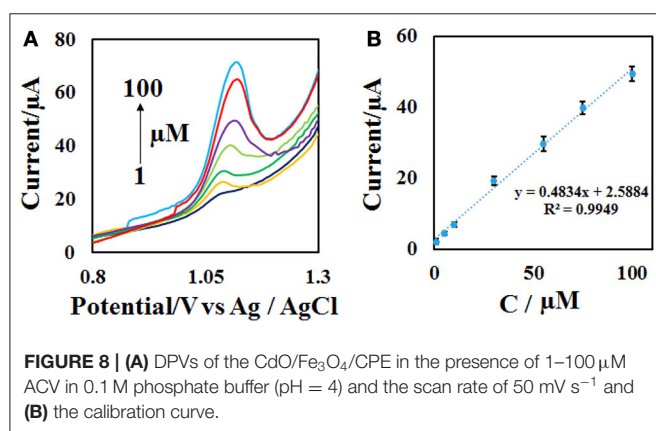 A
80
60
40
20
0
Current/μA
100
μM
1
0.8 1.05 1.3
Potential/V vs Ag / AgCl
B
60
40
20
0
Current/μA
y = 0.4834x + 2.5884
R² = 0.9949
0 50 100
C / μM
FIGURE 8 | (A) DPVs of the CdO/Fe₃O₄/CPE in the presence of 1–100 μM
ACV in 0.1 M phosphate buffer (pH = 4) and the scan rate of 50 mV s⁻¹ and
(B) the calibration curve.